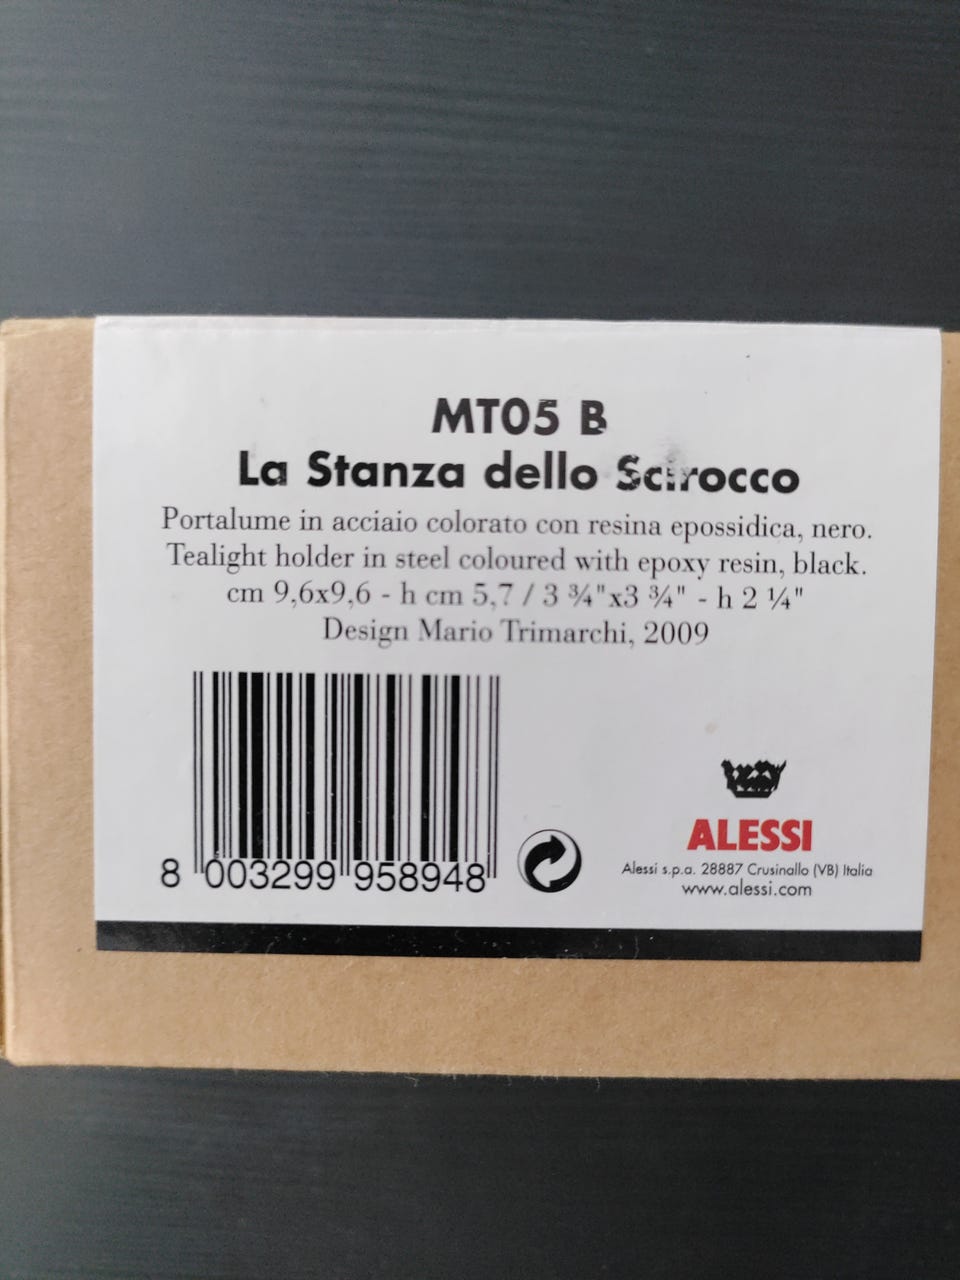 MT05 B
La Stanza dello Scirocco
Portalume in acciaio colorato con resina epossidica, nero.
Tealight holder in steel coloured with epoxy resin, black.
cm 9,6x9,6 - h cm 5,7 / 3 ¾"x3 ¾" - h 2 ¼"
Design Mario Trimarchi, 2009
8 003299 958948
ALESSI
Alessi s.p.a. 28887 Crusinallo (VB) Italia
www.alessi.com